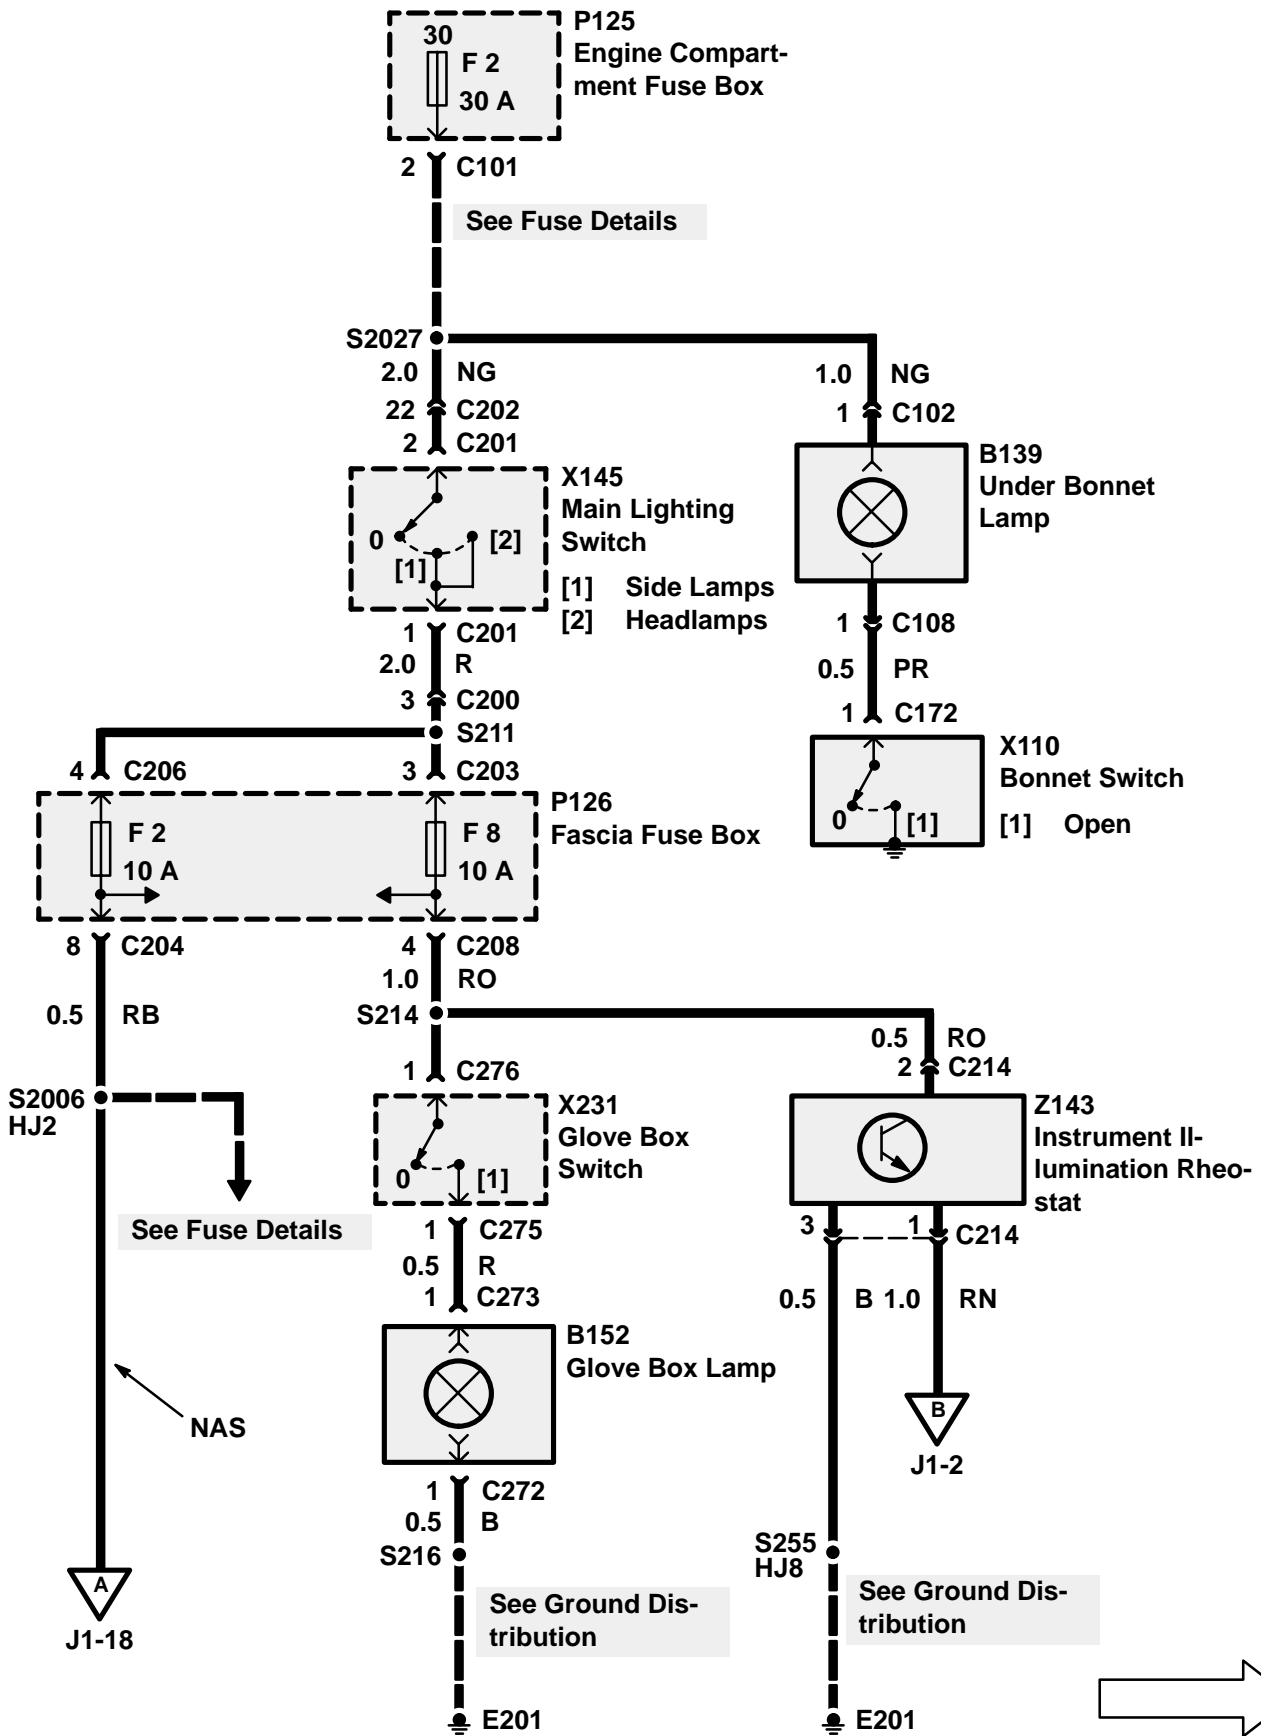 P125
30
Engine Compart-
F 2
ment Fuse Box
30 A
2 C101
See Fuse Details
S2027
2.0 NG
1.0 NG
22 C202
1 C102
2 C201
X145
Main Lighting
Switch
0
[1]
[2]
[1] Side Lamps
[2] Headlamps
B139
Under Bonnet
Lamp
1 C201
1 C108
2.0 R
0.5 PR
3 C200
1 C172
S211
4 C206
3 C203
X110
Bonnet Switch
0
[1]
[1] Open
P126
Fascia Fuse Box
F 2
10 A
F 8
10 A
8 C204
4 C208
1.0 RO
0.5 RB
S214
0.5 RO
1 C276
2 C214
S2006
HJ2
X231
Glove Box
Switch
0
[1]
Z143
Instrument Il-
lumination Rheo-
stat
See Fuse Details
1 C275
3
1
C214
0.5 R
1 C273
0.5 B
1.0 RN
B152
Glove Box Lamp
NAS
B
J1-2
1 C272
0.5 B
S216
S255
HJ8
A
J1-18
See Ground Dis-
tribution
See Ground Dis-
tribution
E201
E201